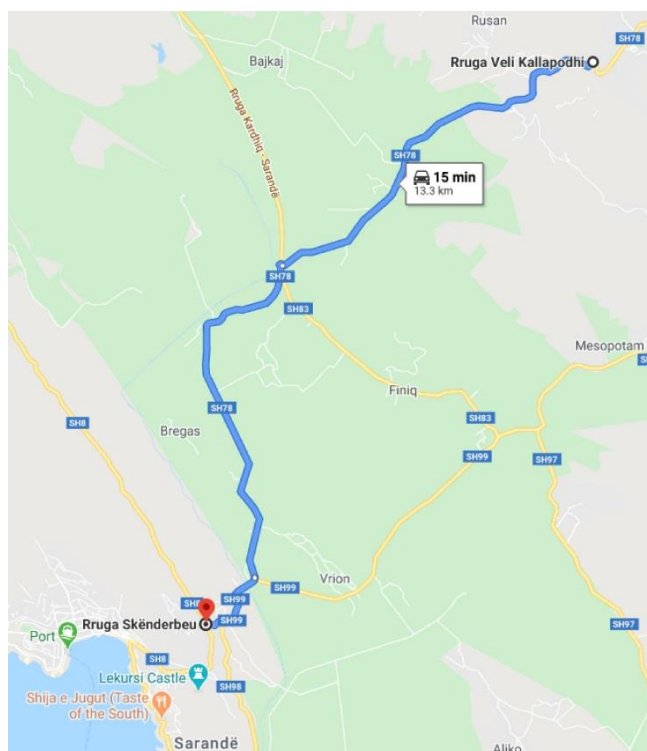 Rusan
SH78
Rruga Veli Kallapodhi
Bajkaj
Rruga Kardhiq - Sarandë
SH78
15 min
13.3 km
SH78
SH83
Mesopotam
Finiq
SH78
SH8
SH83
Bregas
SH99
SH97
Vrion
SH99
SH99
Rruga Skënderbeu
SH99
Port
SH8
SH97
Lekursi Castle
SH98
Shija e Jugut (Taste
of the South)
Sarandë
Aliko